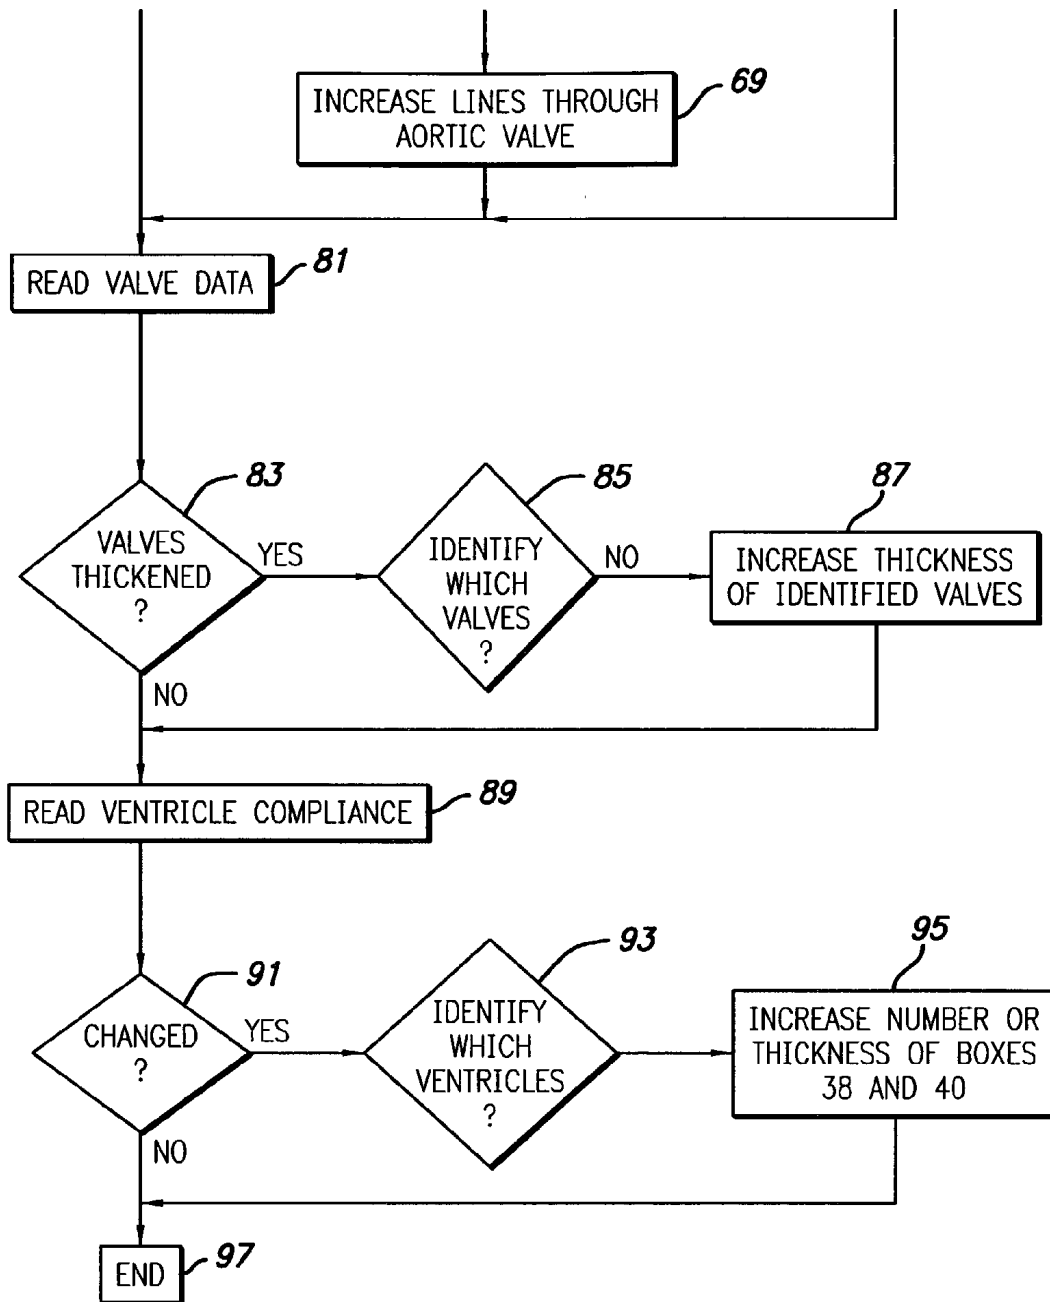 INCREASE LINES THROUGH
AORTIC VALVE
69
READ VALVE DATA
81
VALVES
THICKENED
?
83
YES
NO
IDENTIFY
WHICH
VALVES
?
85
NO
INCREASE THICKNESS
OF IDENTIFIED VALVES
87
READ VENTRICLE COMPLIANCE
89
CHANGED
?
91
YES
NO
IDENTIFY
WHICH
VENTRICLES
?
93
INCREASE NUMBER OR
THICKNESS OF BOXES
38 AND 40
95
END
97